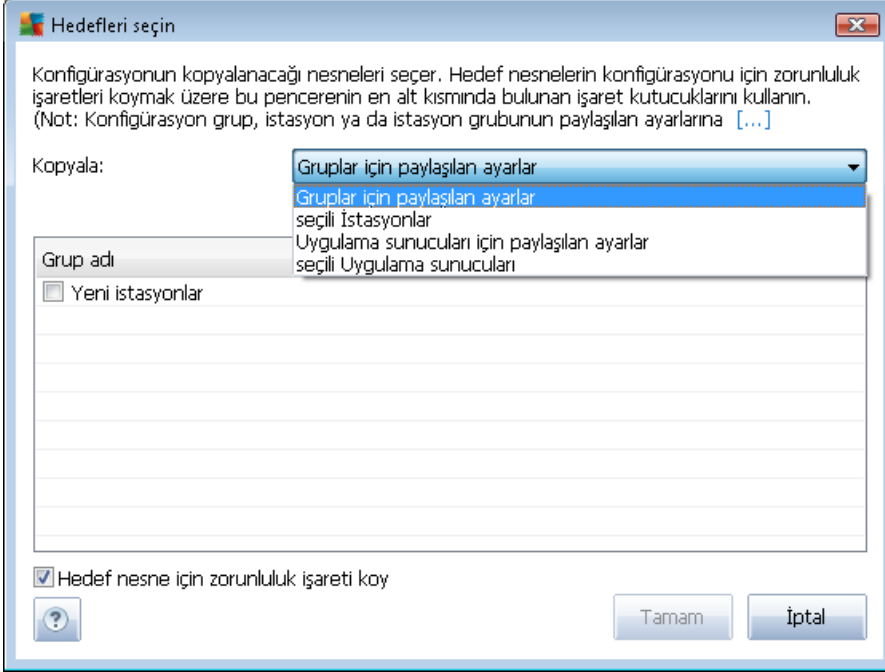 Hedefleri seçin
Konfigürasyonun kopyalanacağı nesneleri seçer. Hedef nesnelerin konfigürasyonu için zorunluluk
işaretleri koymak üzere bu pencerenin en alt kısmında bulunan işaret kutucuklarını kullanın.
(Not: Konfigürasyon grup, istasyon ya da istasyon grubunun paylaşılan ayarlarına [...]
Kopyala:
Gruplar için paylaşılan ayarlar
Gruplar için paylaşılan ayarlar
seçili İstasyonlar
Uygulama sunucuları için paylaşılan ayarlar
seçili Uygulama sunucuları
Grup adı
Yeni istasyonlar
Hedef nesne için zorunluluk işareti koy
?
Tamam
İptal